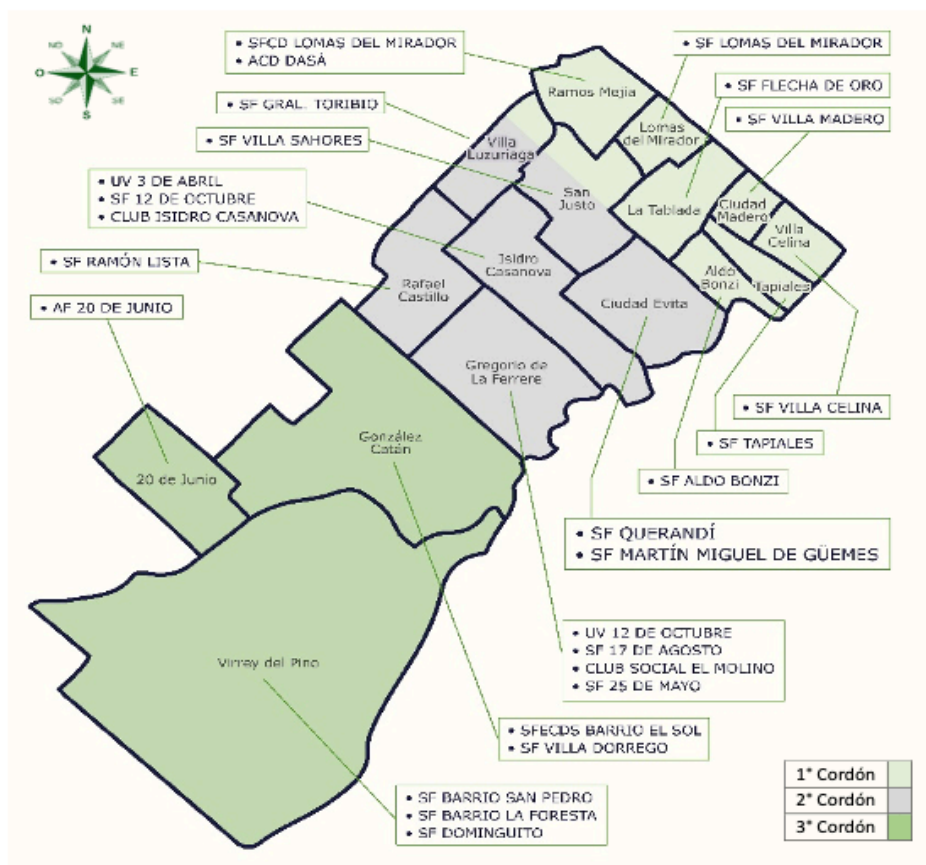 N
NO
NE
O
E
SO
SE
S
• SFCD LOMAS DEL MIRADOR
• ACD DASÁ
• SF LOMAS DEL MIRADOR
• SF FLECHA DE ORO
• SF VILLA MADERO
• SF GRAL. TORIBIO
• SF VILLA SAHORES
• UV 3 DE ABRIL
• SF 12 DE OCTUBRE
• CLUB ISIDRO CASANOVA
• SF RAMÓN LISTA
• AF 20 DE JUNIO
Ramos Mejia
Lomas
del Mirador
Villa
Luzuriaga
San
Justo
La Tablada
Ciudad
Madero
Villa
Celina
Isidro
Casanova
Aldo
Bonzi
Tapiales
Rafael
Castillo
Ciudad Evita
Gregorio de
La Ferrere
González
Catán
20 de Junio
Virrey del Pino
• SF VILLA CELINA
• SF TAPIALES
• SF ALDO BONZI
• SF QUERANDÍ
• SF MARTÍN MIGUEL DE GÜEMES
• UV 12 DE OCTUBRE
• SF 17 DE AGOSTO
• CLUB SOCIAL EL MOLINO
• SF 25 DE MAYO
• SFECDS BARRIO EL SOL
• SF VILLA DORREGO
• SF BARRIO SAN PEDRO
• SF BARRIO LA FORESTA
• SF DOMINGUITO
1° Cordón
2° Cordón
3° Cordón